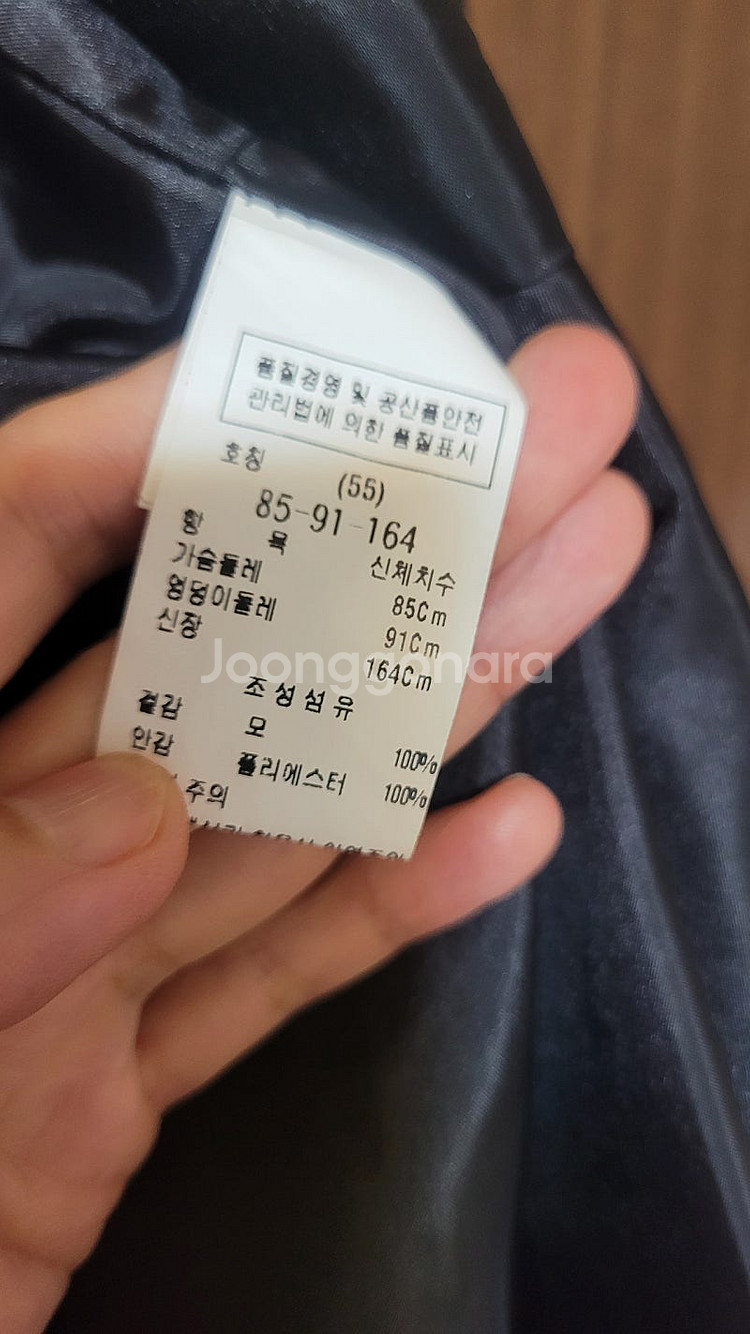 품질경영 및 공산품안전
관리법에 의한 품질표시
호칭
(55)
85-91-164
항 목 신체치수
가슴둘레 85Cm
엉덩이둘레 91Cm
신장 164Cm
Joonggonara
조성섬유
겉감 모 100%
안감 폴리에스터 100%
주의